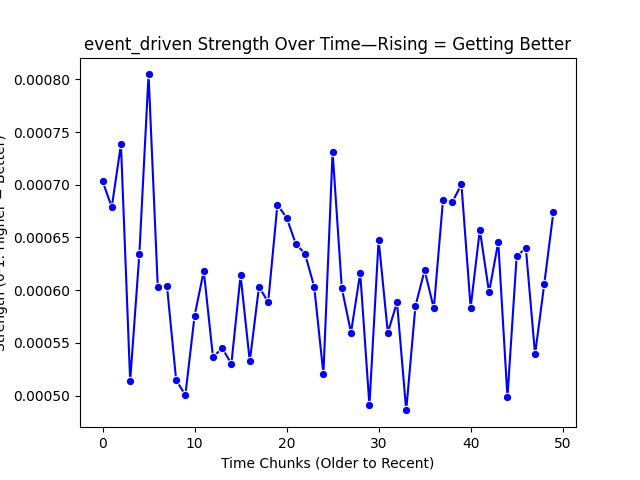 event_driven Strength Over Time—Rising = Getting Better
0.00080
0.00075
0.00070
0.00065
0.00060
0.00055
0.00050
Strength (0-1: Higher = Better)
0 10 20 30 40 50
Time Chunks (Older to Recent)